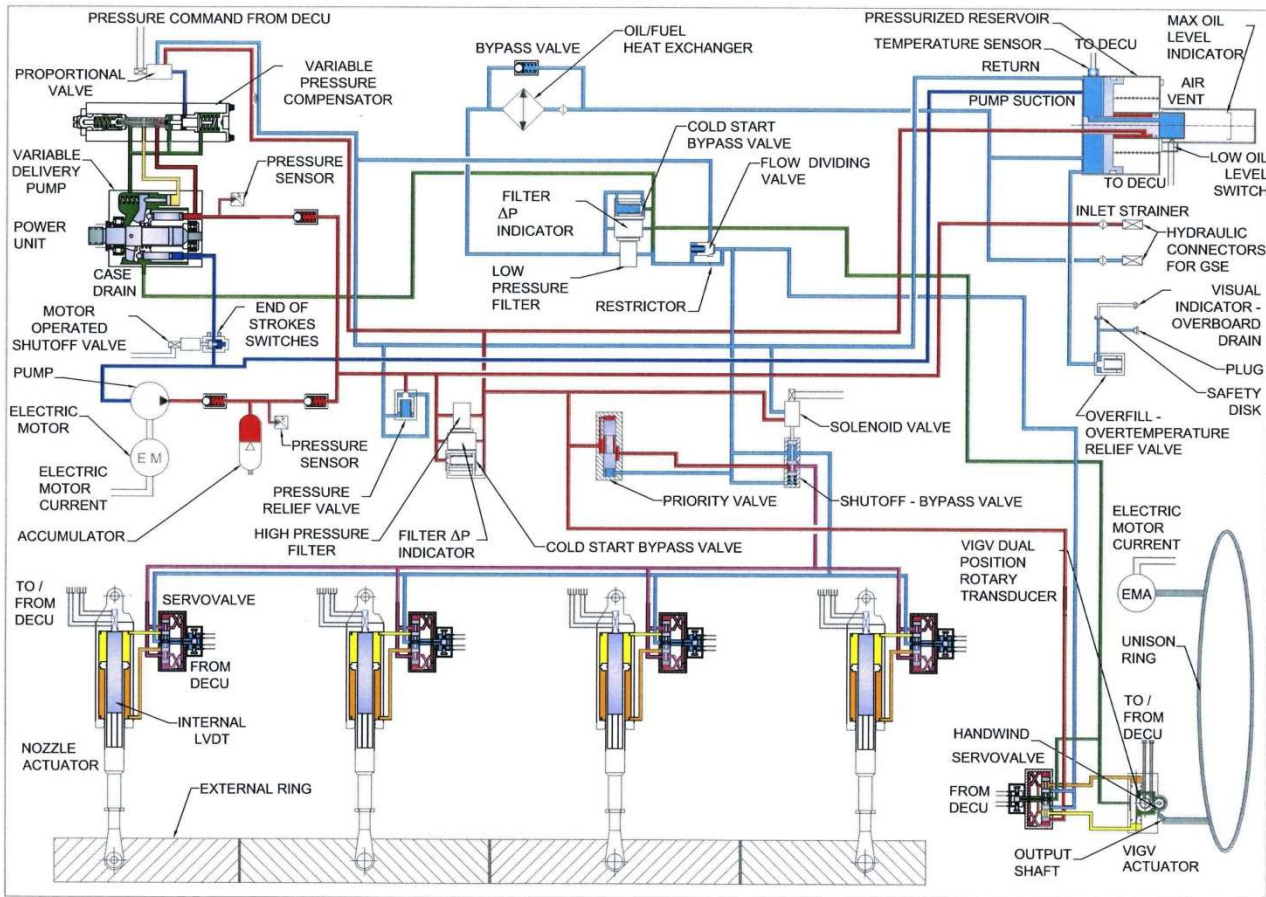 PRESSURE COMMAND FROM DECU
PROPORTIONAL
VALVE
VARIABLE
PRESSURE
COMPENSATOR
VARIABLE
DELIVERY
PUMP
PRESSURE
SENSOR
POWER
UNIT
CASE
DRAIN
MOTOR
OPERATED
SHUTOFF VALVE
END OF
STROKES
SWITCHES
PUMP
ELECTRIC
MOTOR
E M
ELECTRIC
MOTOR
CURRENT
ACCUMULATOR
PRESSURE
SENSOR
BYPASS VALVE
OIL/FUEL
HEAT EXCHANGER
COLD START
BYPASS VALVE
FLOW DIVIDING
VALVE
FILTER
ΔP
INDICATOR
LOW
PRESSURE
FILTER
RESTRICTOR
PRESSURE
RELIEF VALVE
HIGH PRESSURE
FILTER
FILTER ΔP
INDICATOR
COLD START BYPASS VALVE
PRIORITY VALVE
SOLENOID VALVE
SHUTOFF - BYPASS VALVE
PRESSURIZED RESERVOIR
TEMPERATURE SENSOR
TO DECU
RETURN
PUMP SUCTION
MAX OIL
LEVEL
INDICATOR
AIR
VENT
LOW OIL
LEVEL
SWITCH
TO DECU
INLET STRAINER
HYDRAULIC
CONNECTORS
FOR GSE
VISUAL
INDICATOR -
OVERBOARD
DRAIN
PLUG
SAFETY
DISK
OVERFILL -
OVERTEMPERATURE
RELIEF VALVE
TO /
FROM
DECU
SERVOVALVE
FROM
DECU
INTERNAL
LVDT
NOZZLE
ACTUATOR
EXTERNAL RING
VIGV DUAL
POSITION
ROTARY
TRANSDUCER
ELECTRIC
MOTOR
CURRENT
EMA
UNISON
RING
TO /
FROM
DECU
HANDWIND
SERVOVALVE
FROM
DECU
OUTPUT
SHAFT
VIGV
ACTUATOR